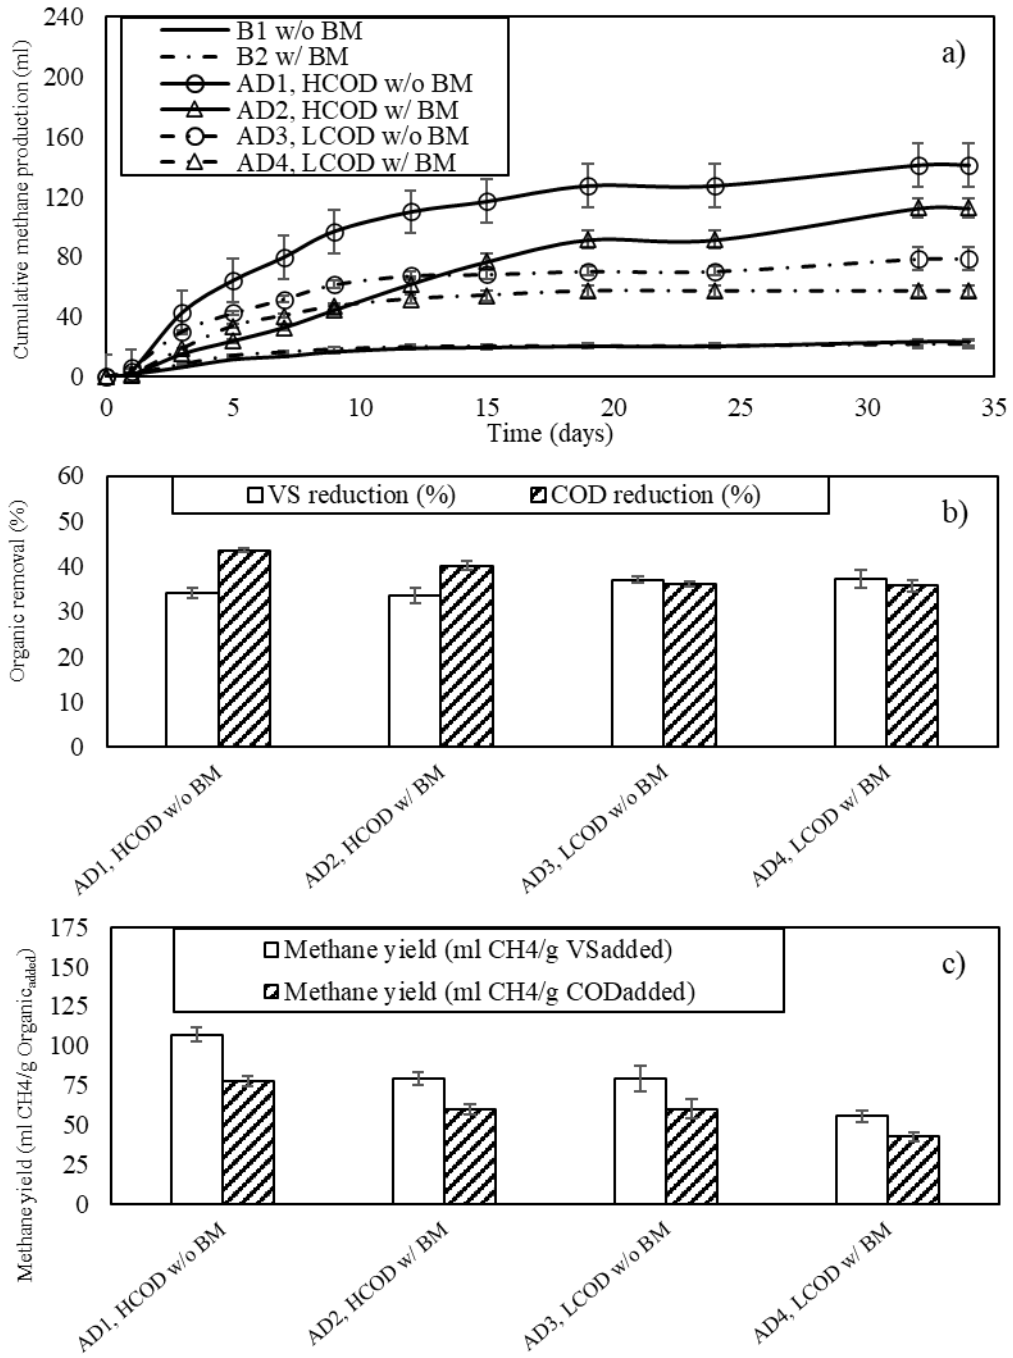 240
200
160
120
80
40
0
Cumulative methane production (ml)
B1 w/o BM
B2 w/ BM
AD1, HCOD w/o BM
AD2, HCOD w/ BM
AD3, LCOD w/o BM
AD4, LCOD w/ BM
a)
0 5 10 15 20 25 30 35
Time (days)
60
50
40
30
20
10
0
Organic removal (%)
VS reduction (%) COD reduction (%)
b)
AD1, HCOD w/o BM
AD2, HCOD w/ BM
AD3, LCOD w/o BM
AD4, LCOD w/ BM
175
150
125
100
75
50
25
0
Methane yield (ml CH4/g Organicadded)
Methane yield (ml CH4/g VSadded)
Methane yield (ml CH4/g CODadded)
c)
AD1, HCOD w/o BM
AD2, HCOD w/ BM
AD3, LCOD w/o BM
AD4, LCOD w/ BM